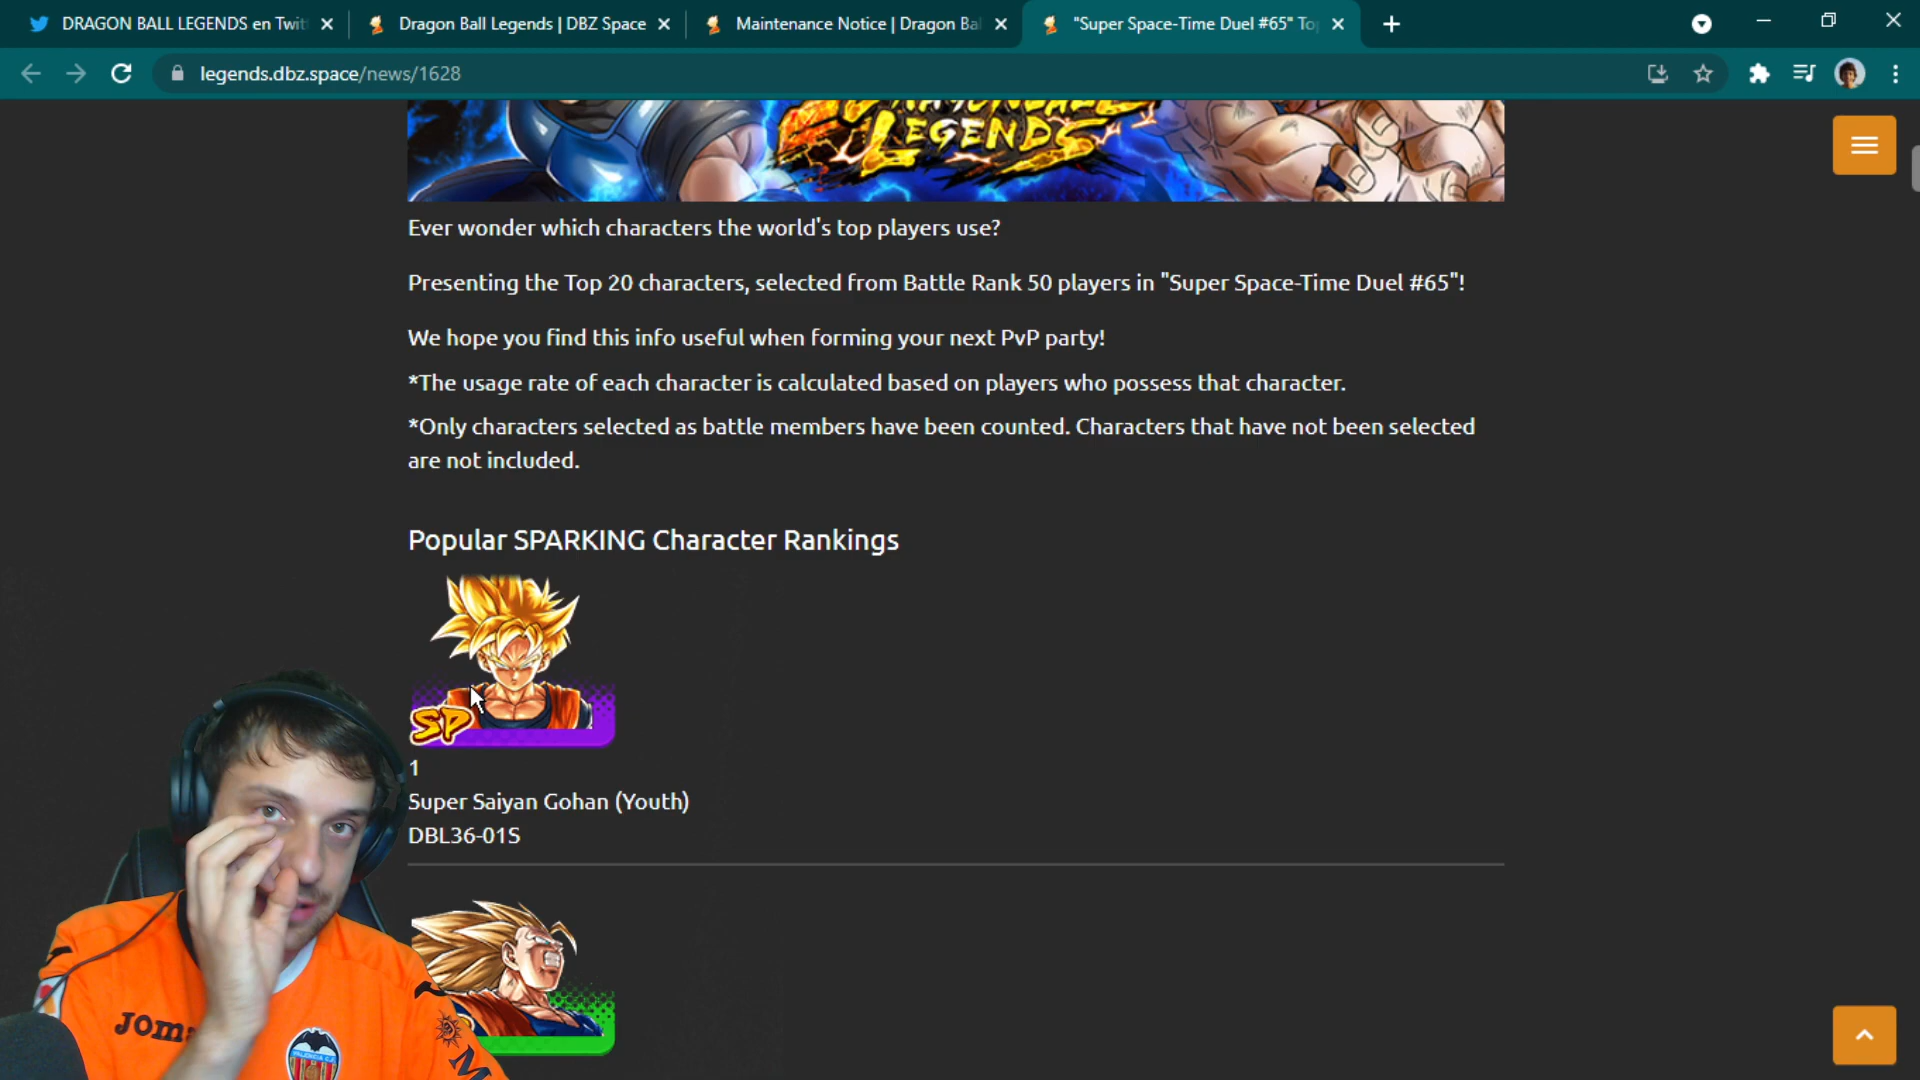 DRAGON BALL LEGENDS en Twit
Dragon Ball Legends | DBZ Space
Maintenance Notice | Dragon Bal
"Super Space-Time Duel #65" To
legends.dbz.space/news/1628
DRAGON BALL
LEGENDS
Ever wonder which characters the world's top players use?
Presenting the Top 20 characters, selected from Battle Rank 50 players in "Super Space-Time Duel #65"!
We hope you find this info useful when forming your next PvP party!
*The usage rate of each character is calculated based on players who possess that character.
*Only characters selected as battle members have been counted. Characters that have not been selected
are not included.
Popular SPARKING Character Rankings
SP
1
Super Saiyan Gohan (Youth)
DBL36-01S
Joma
VALENCIA C.F.
M